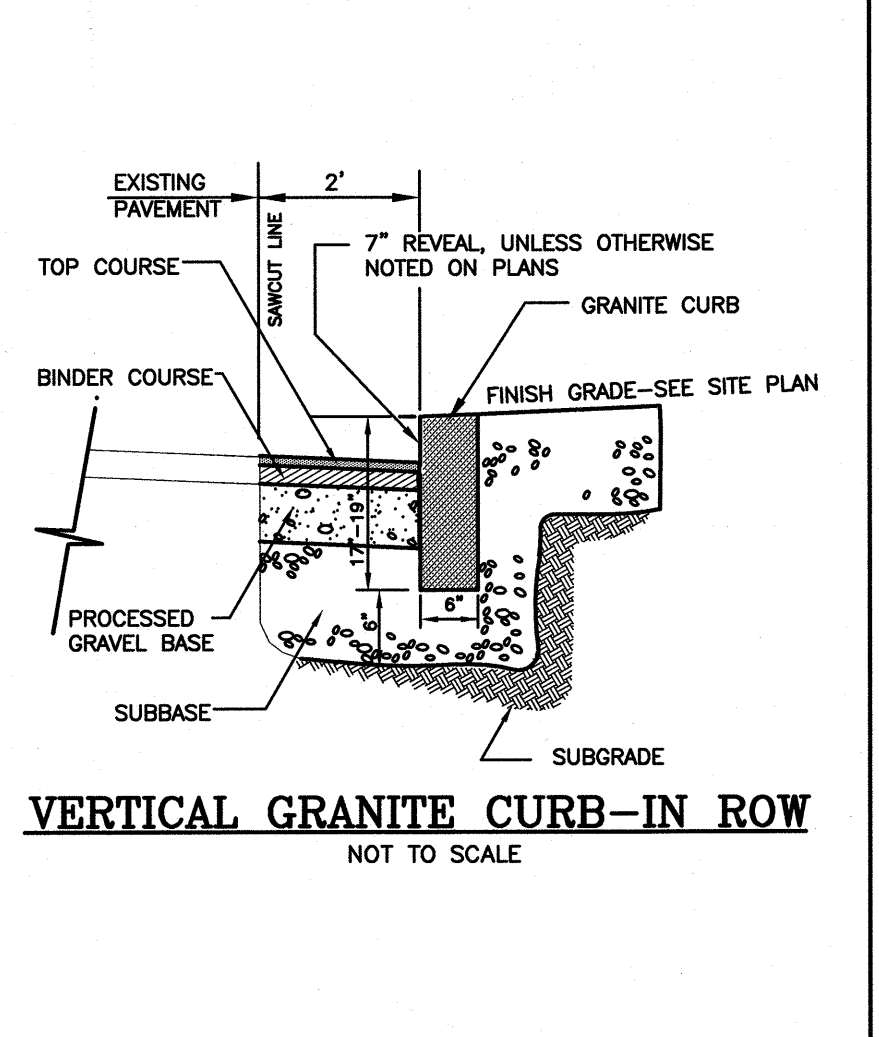 EXISTING
PAVEMENT
2'
SAWCUT LINE
TOP COURSE
7" REVEAL, UNLESS OTHERWISE
NOTED ON PLANS
GRANITE CURB
BINDER COURSE
FINISH GRADE-SEE SITE PLAN
17"-19"
6"
6"
PROCESSED
GRAVEL BASE
SUBBASE
SUBGRADE
VERTICAL GRANITE CURB-IN ROW
NOT TO SCALE